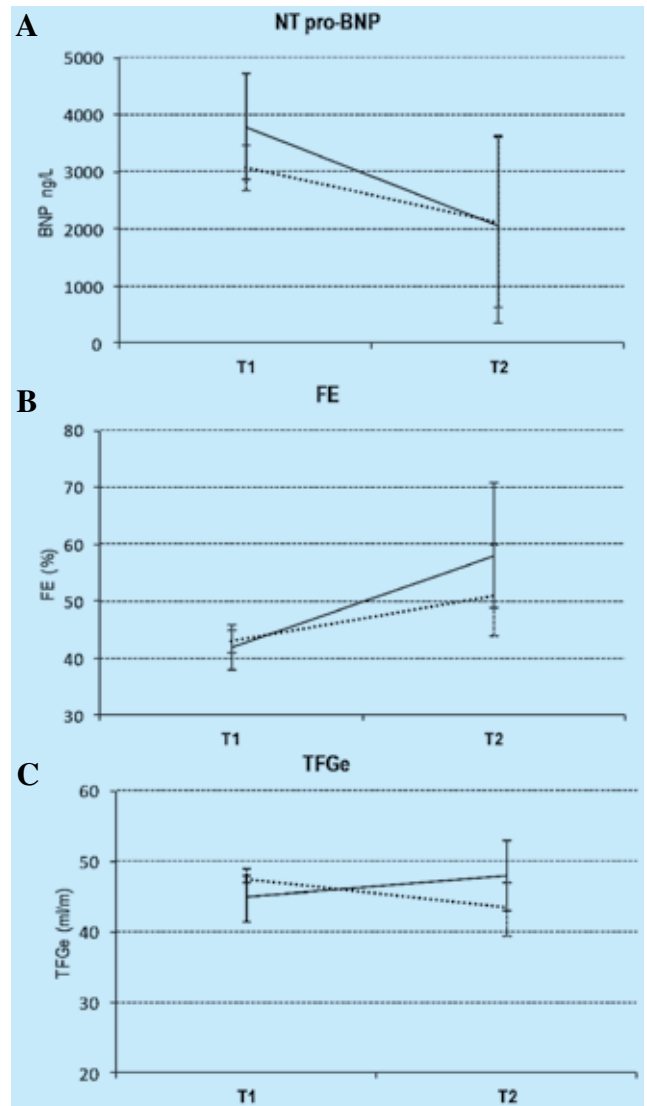 A
NT pro-BNP
5000
4000
3000
2000
1000
0
BNP ng/L
T1
T2
B
FE
80
70
60
50
40
30
FE (%)
T1
T2
C
TFGe
60
50
40
30
20
TFGe (ml/m)
T1
T2